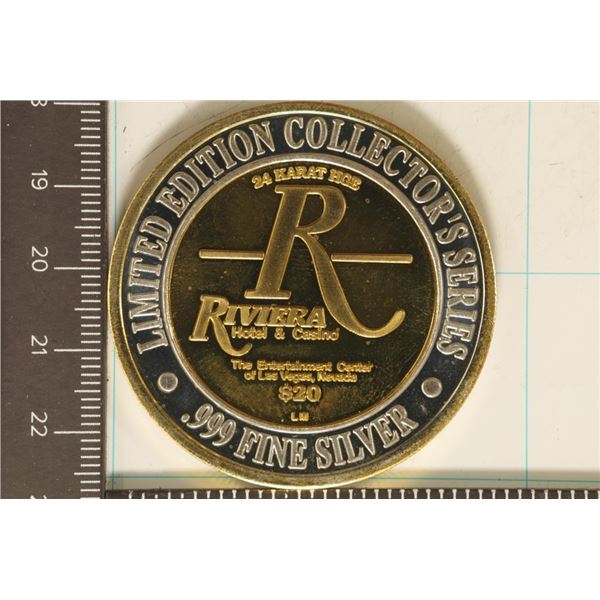 LIMITED EDITION COLLECTOR'S SERIES
24 KARAT HGE
R
RIVIERA
Hotel & Casino
The Entertainment Center
of Las Vegas, Nevada
$20
LM
.999 FINE SILVER
19
20
21
22